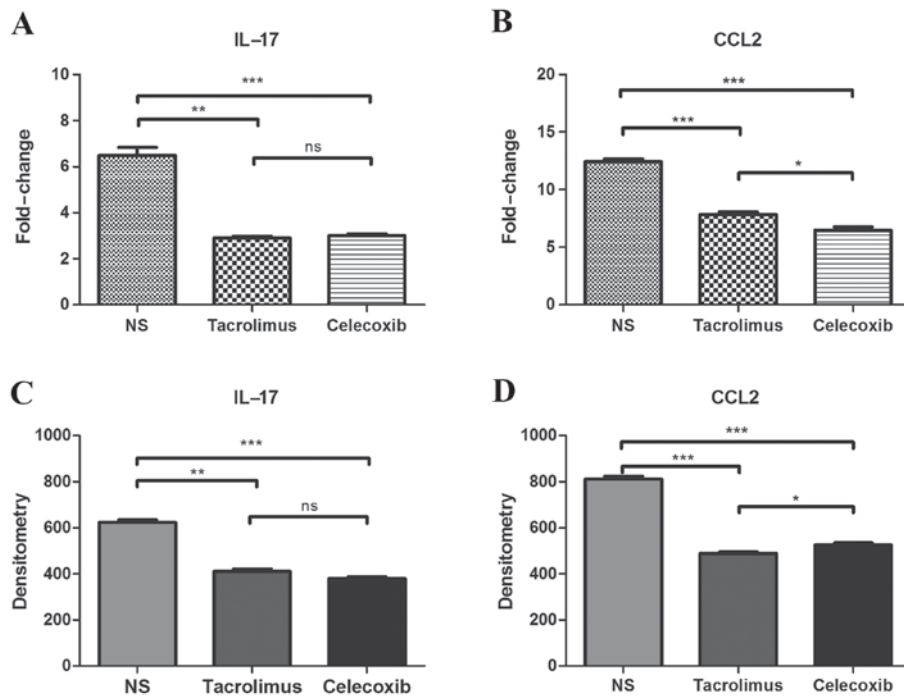 A
IL–17
Fold–change
10
8
6
4
2
0
***
**
ns
NS Tacrolimus Celecoxib
B
CCL2
Fold–change
20
15
10
5
0
***
***
*
NS Tacrolimus Celecoxib
C
IL–17
Densitometry
1000
800
600
400
200
0
***
**
ns
NS Tacrolimus Celecoxib
D
CCL2
Densitometry
1000
800
600
400
200
0
***
***
*
NS Tacrolimus Celecoxib